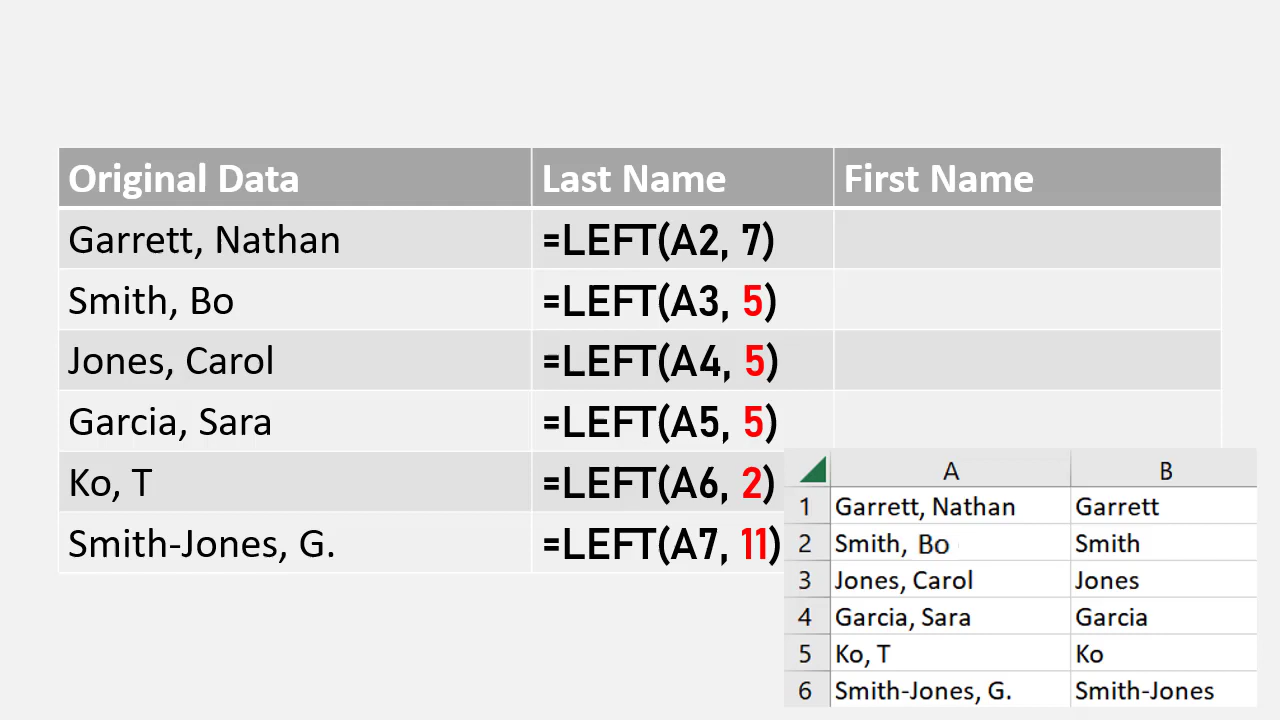 Original Data Last Name First Name
Garrett, Nathan =LEFT(A2, 7)
Smith, Bo =LEFT(A3, 5)
Jones, Carol =LEFT(A4, 5)
Garcia, Sara =LEFT(A5, 5)
Ko, T =LEFT(A6, 2)
Smith-Jones, G. =LEFT(A7, 11)
A B
1 Garrett, Nathan Garrett
2 Smith, Bo Smith
3 Jones, Carol Jones
4 Garcia, Sara Garcia
5 Ko, T Ko
6 Smith-Jones, G. Smith-Jones